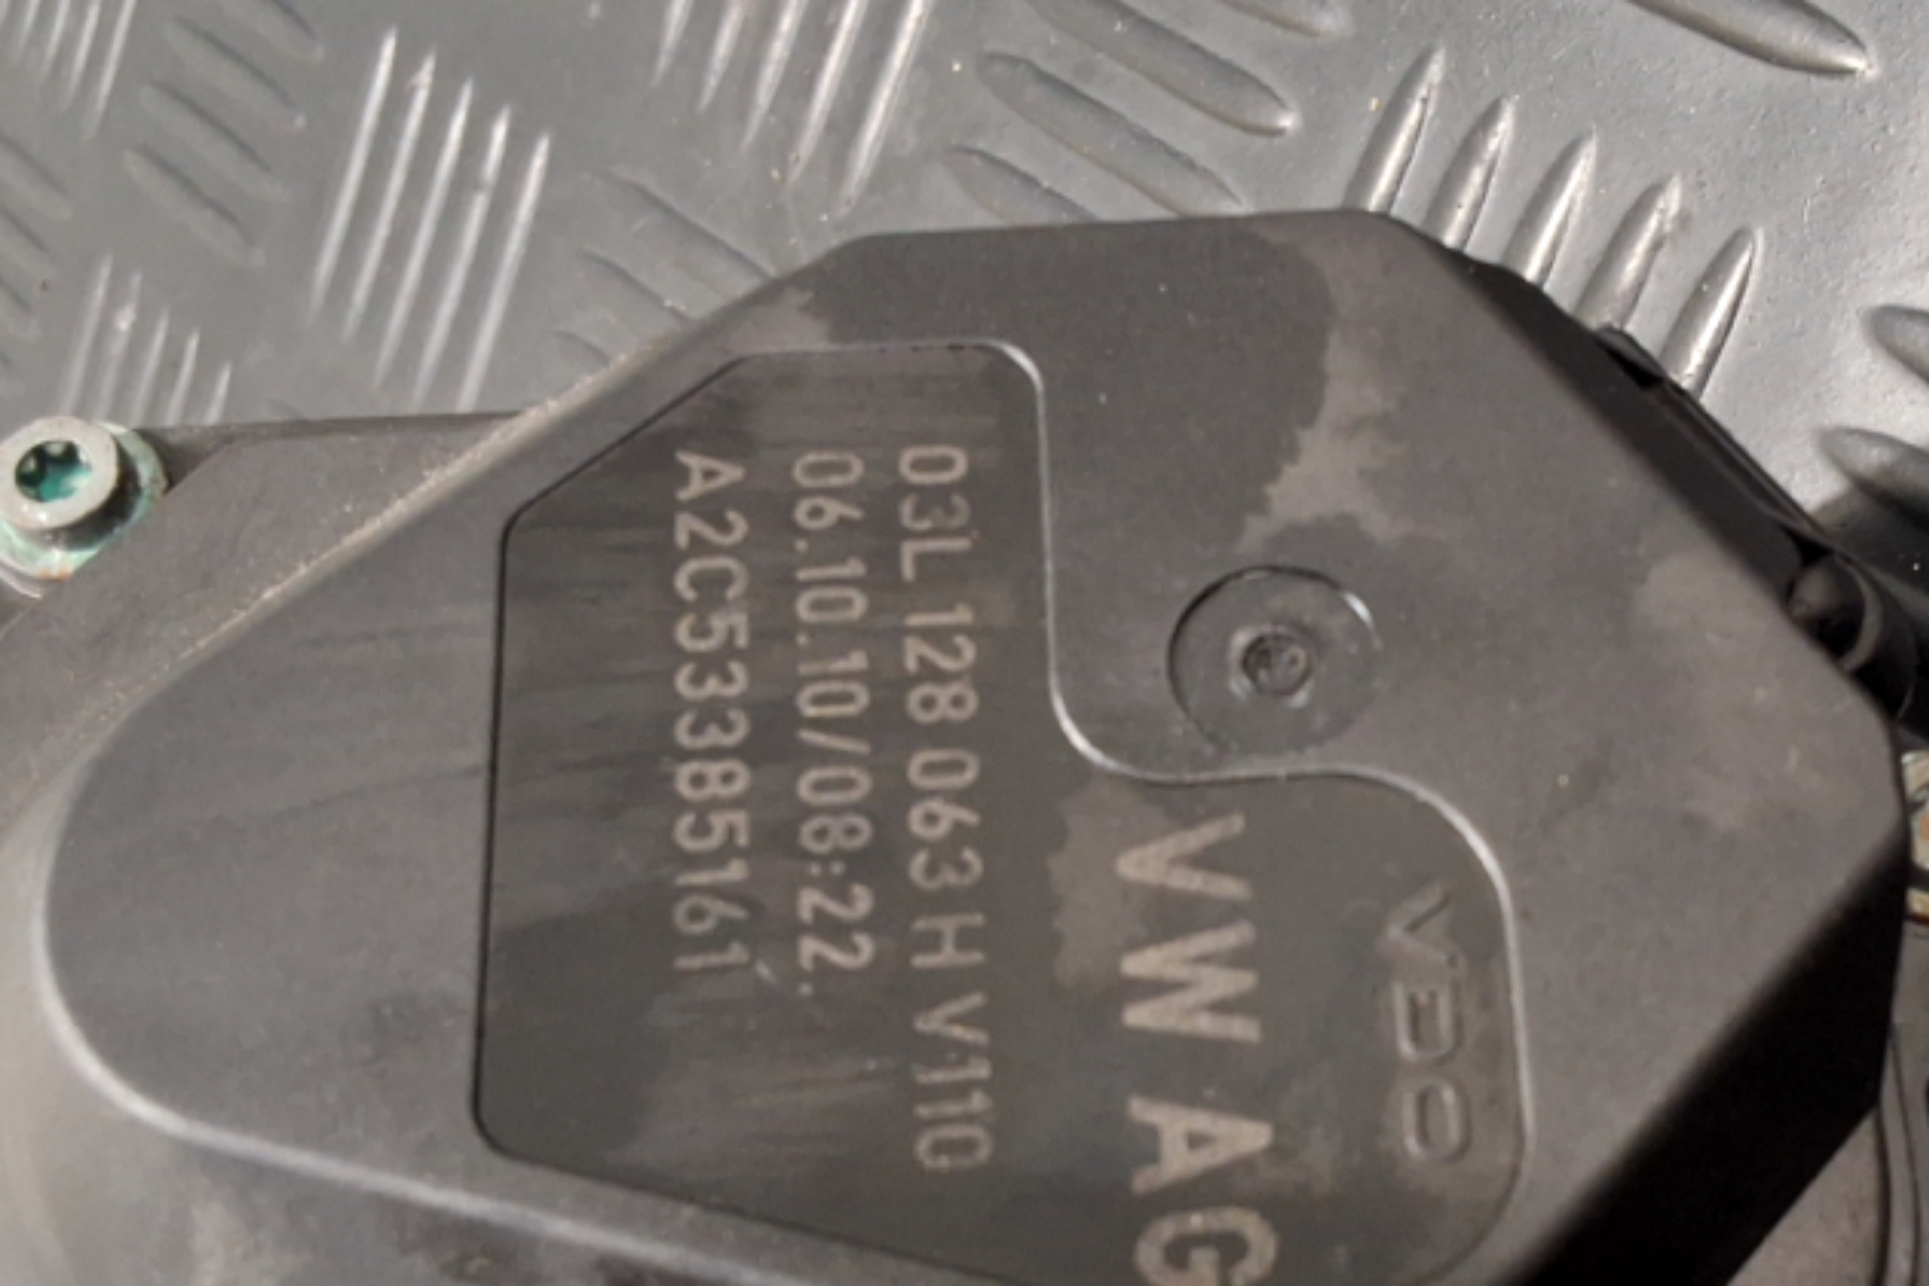 VDO
VW AG
03L 128 063 H V110
06.10.10/08:22.
A2C53385161